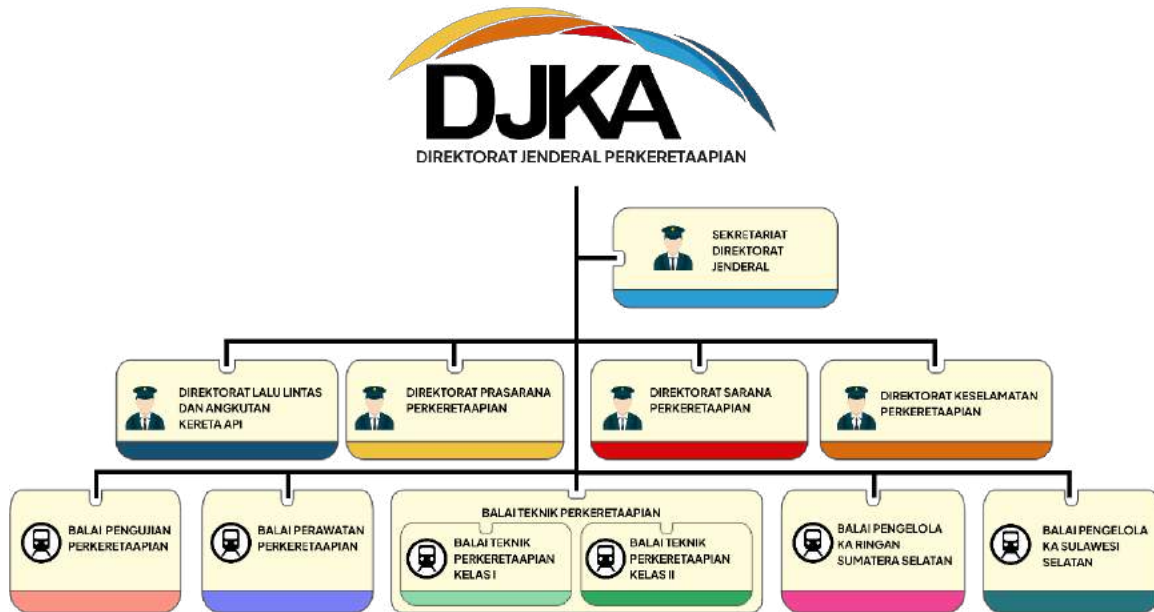 DJKA
DIREKTORAT JENDERAL PERKERETAAPIAN
SEKRETARIAT
DIREKTORAT
JENDERAL
DIREKTORAT LALU LINTAS
DAN ANGKUTAN
KERETA API
DIREKTORAT PRASARANA
PERKERETAAPIAN
DIREKTORAT SARANA
PERKERETAAPIAN
DIREKTORAT KESELAMATAN
PERKERETAAPIAN
BALAI PENGUJIAN
PERKERETAAPIAN
BALAI PERAWATAN
PERKERETAAPIAN
BALAI TEKNIK PERKERETAAPIAN
BALAI TEKNIK
PERKERETAAPIAN
KELAS I
BALAI TEKNIK
PERKERETAAPIAN
KELAS II
BALAI PENGELOLA
KA RINGAN
SUMATERA SELATAN
BALAI PENGELOLA
KA SULAWESI
SELATAN